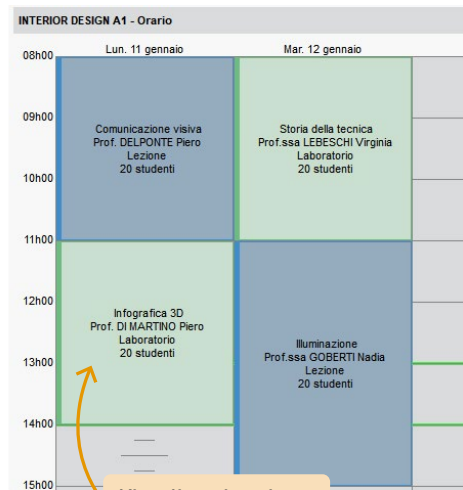 INTERIOR DESIGN A1 - Orario
Lun. 11 gennaio
Mar. 12 gennaio
08h00
09h00
10h00
11h00
12h00
13h00
14h00
15h00
Comunicazione visiva
Prof. DELPONTE Piero
Lezione
20 studenti
Storia della tecnica
Prof.ssa LEBESCHI Virginia
Laboratorio
20 studenti
Infografica 3D
Prof. DI MARTINO Piero
Laboratorio
20 studenti
Illuminazione
Prof.ssa GOBERTI Nadia
Lezione
20 studenti